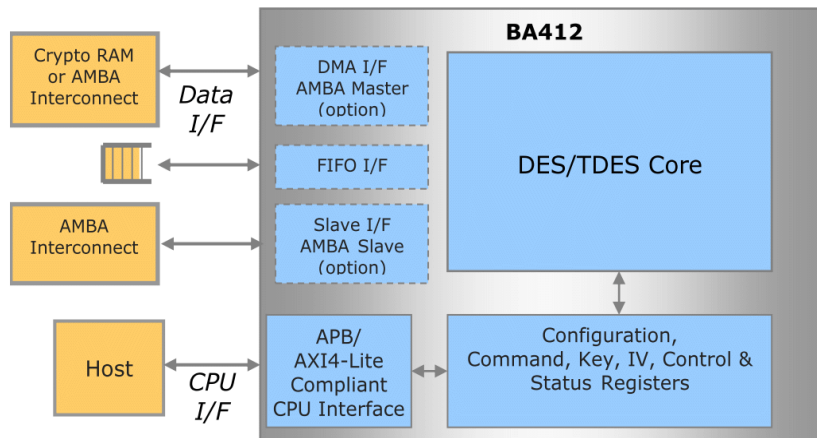 BA412
Crypto RAM
or AMBA
Interconnect
Data
I/F
DMA I/F
AMBA Master
(option)
DES/TDES Core
FIFO I/F
AMBA
Interconnect
Slave I/F
AMBA Slave
(option)
Host
CPU
I/F
APB/
AXI4-Lite
Compliant
CPU Interface
Configuration,
Command, Key, IV, Control &
Status Registers